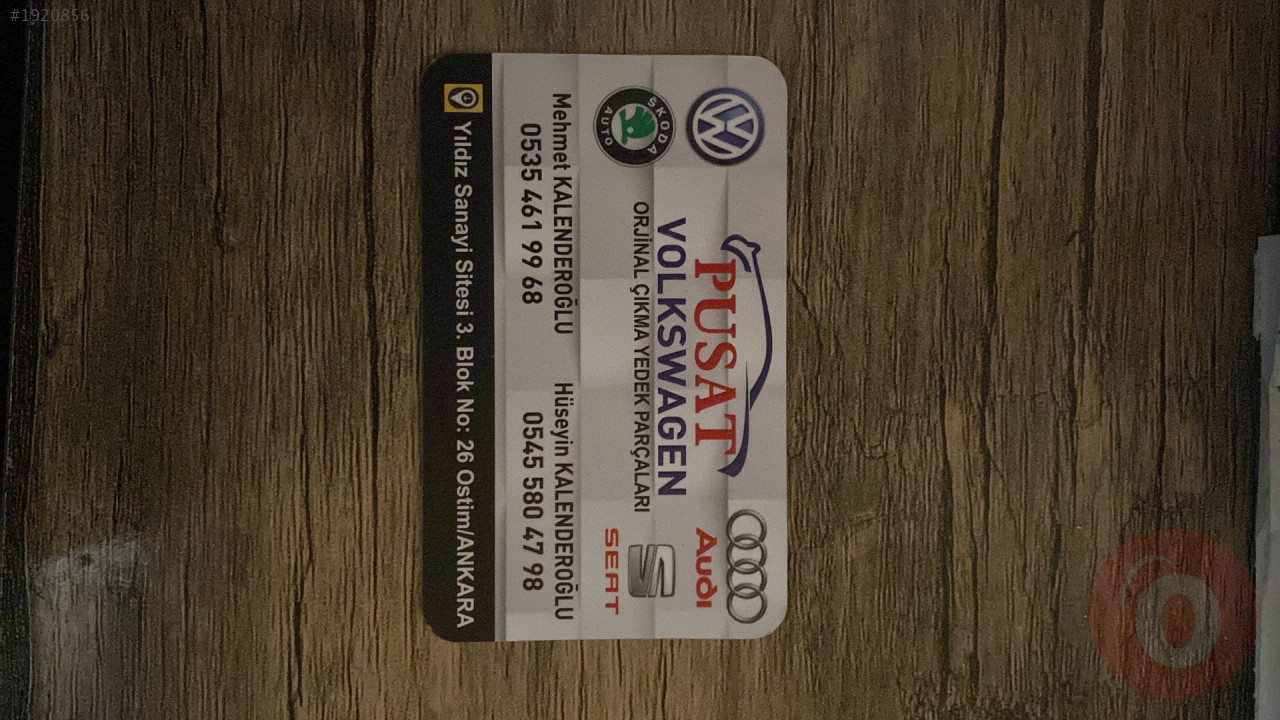 #1920856
PUSAT
VOLKSWAGEN
ORJİNAL ÇIKMA YEDEK PARÇALARI
SKODA
AUTO
Audi
SEAT
Mehmet KALENDEROĞLU
0535 461 99 68
Hüseyin KALENDEROĞLU
0545 580 47 98
Yıldız Sanayi Sitesi 3. Blok No: 26 Ostim/ANKARA